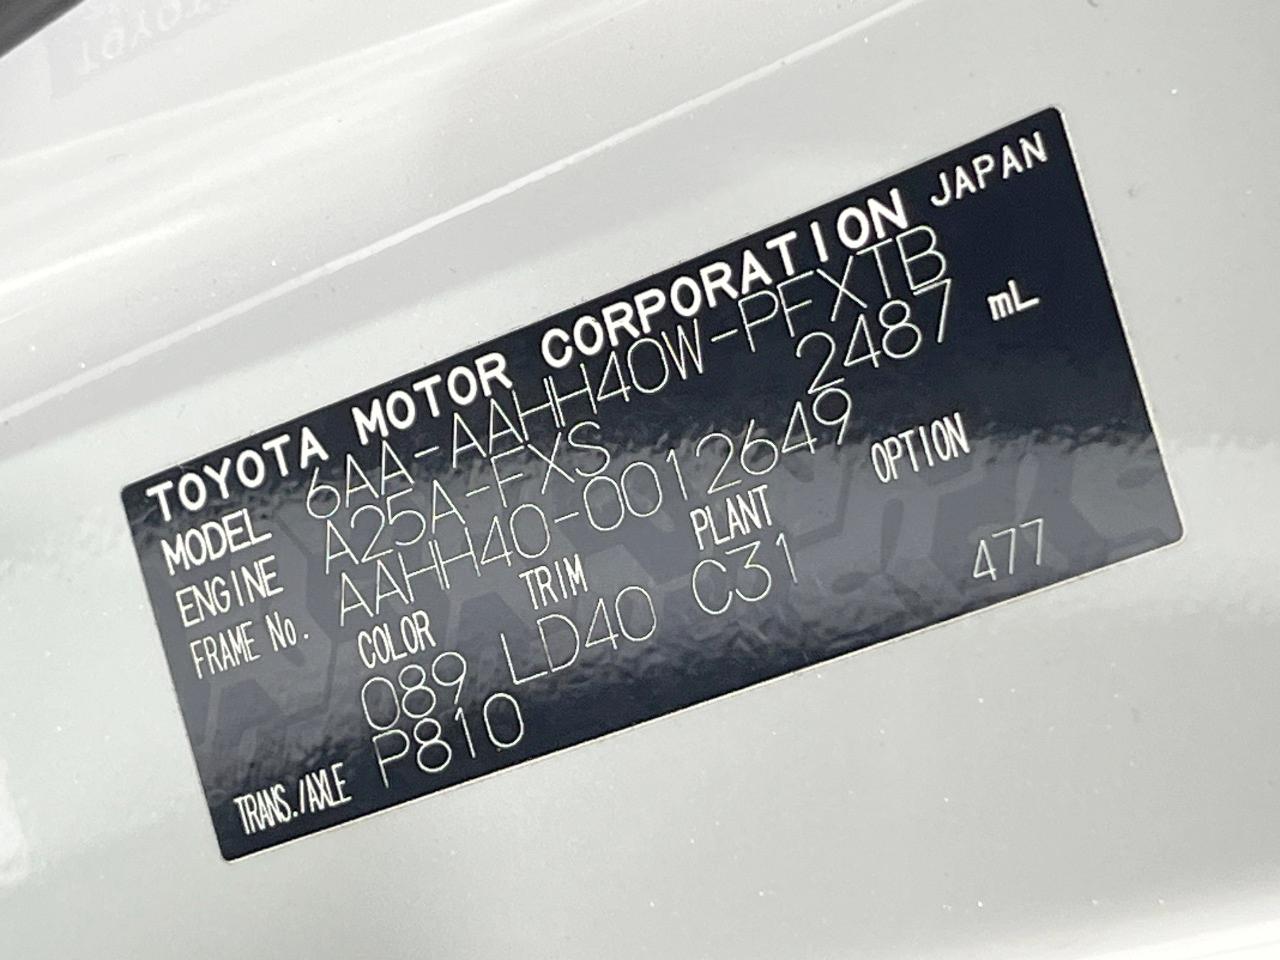 TOYOTA MOTOR CORPORATION JAPAN
MODEL 6AA-AAHH40W-PFXTB
ENGINE A25A-FXS 2487 mL
FRAME No. AAHH40-0012649
COLOR TRIM PLANT OPTION
089 LD40 C31 477
TRANS./AXLE P810